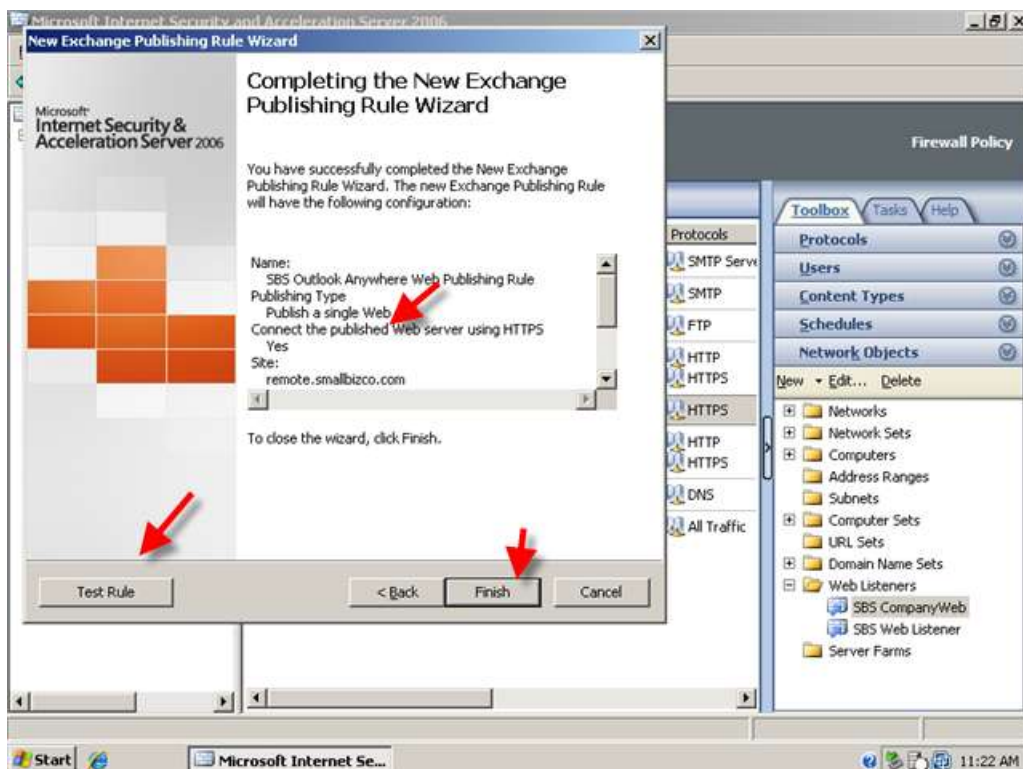 Microsoft Internet Security and Acceleration Server 2006
New Exchange Publishing Rule Wizard
Microsoft
Internet Security &
Acceleration Server 2006
Completing the New Exchange
Publishing Rule Wizard
You have successfully completed the New Exchange
Publishing Rule Wizard. The new Exchange Publishing Rule
will have the following configuration:
Name:
SBS Outlook Anywhere Web Publishing Rule
Publishing Type
Publish a single Web
Connect the published Web server using HTTPS
Yes
Site:
remote.smallbizco.com
To close the wizard, click Finish.
Test Rule
< Back
Finish
Cancel
Protocols
SMTP Serve
SMTP
FTP
HTTP
HTTPS
HTTPS
HTTP
HTTPS
DNS
All Traffic
Firewall Policy
Toolbox Tasks Help
Protocols
Users
Content Types
Schedules
Network Objects
New Edit... Delete
Networks
Network Sets
Computers
Address Ranges
Subnets
Computer Sets
URL Sets
Domain Name Sets
Web Listeners
SBS CompanyWeb
SBS Web Listener
Server Farms
Start
Microsoft Internet Se...
11:22 AM